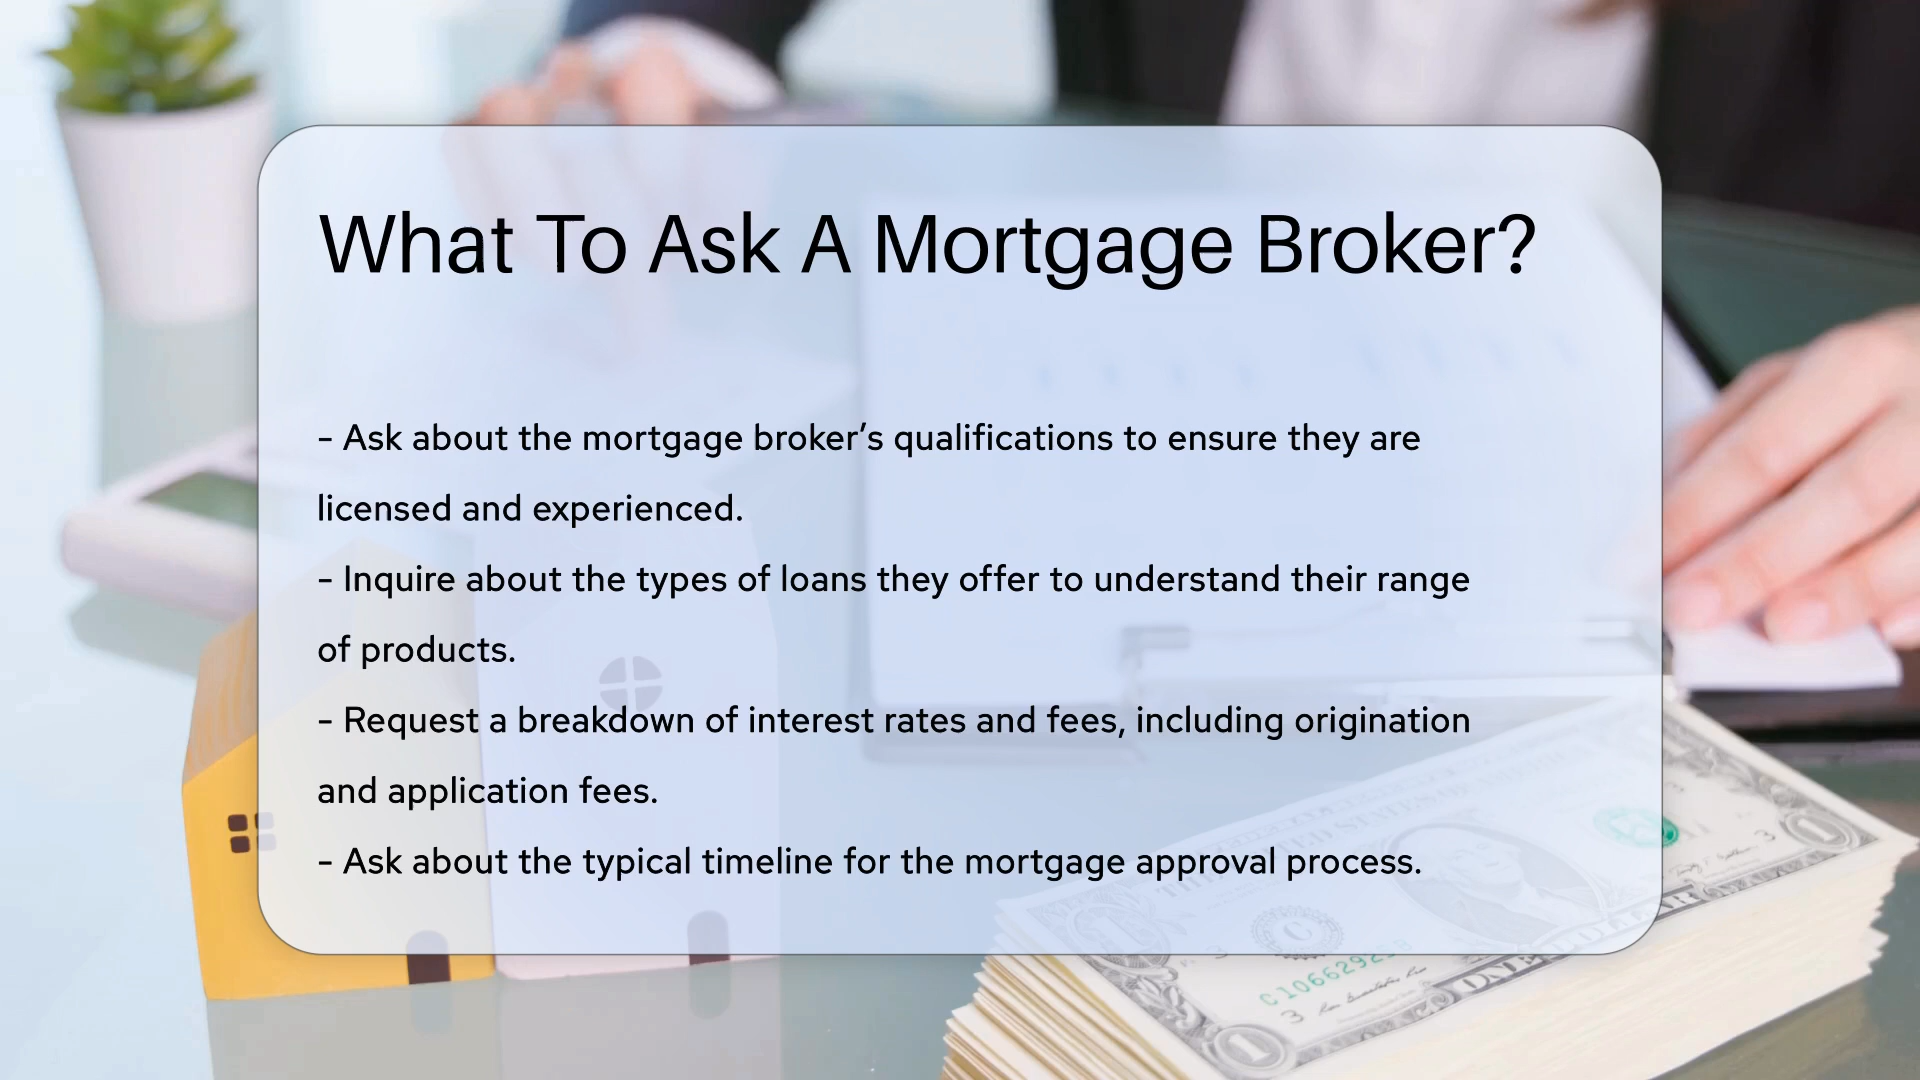 What To Ask A Mortgage Broker?
– Ask about the mortgage broker’s qualifications to ensure they are
licensed and experienced.
– Inquire about the types of loans they offer to understand their range
of products.
– Request a breakdown of interest rates and fees, including origination
and application fees.
– Ask about the typical timeline for the mortgage approval process.